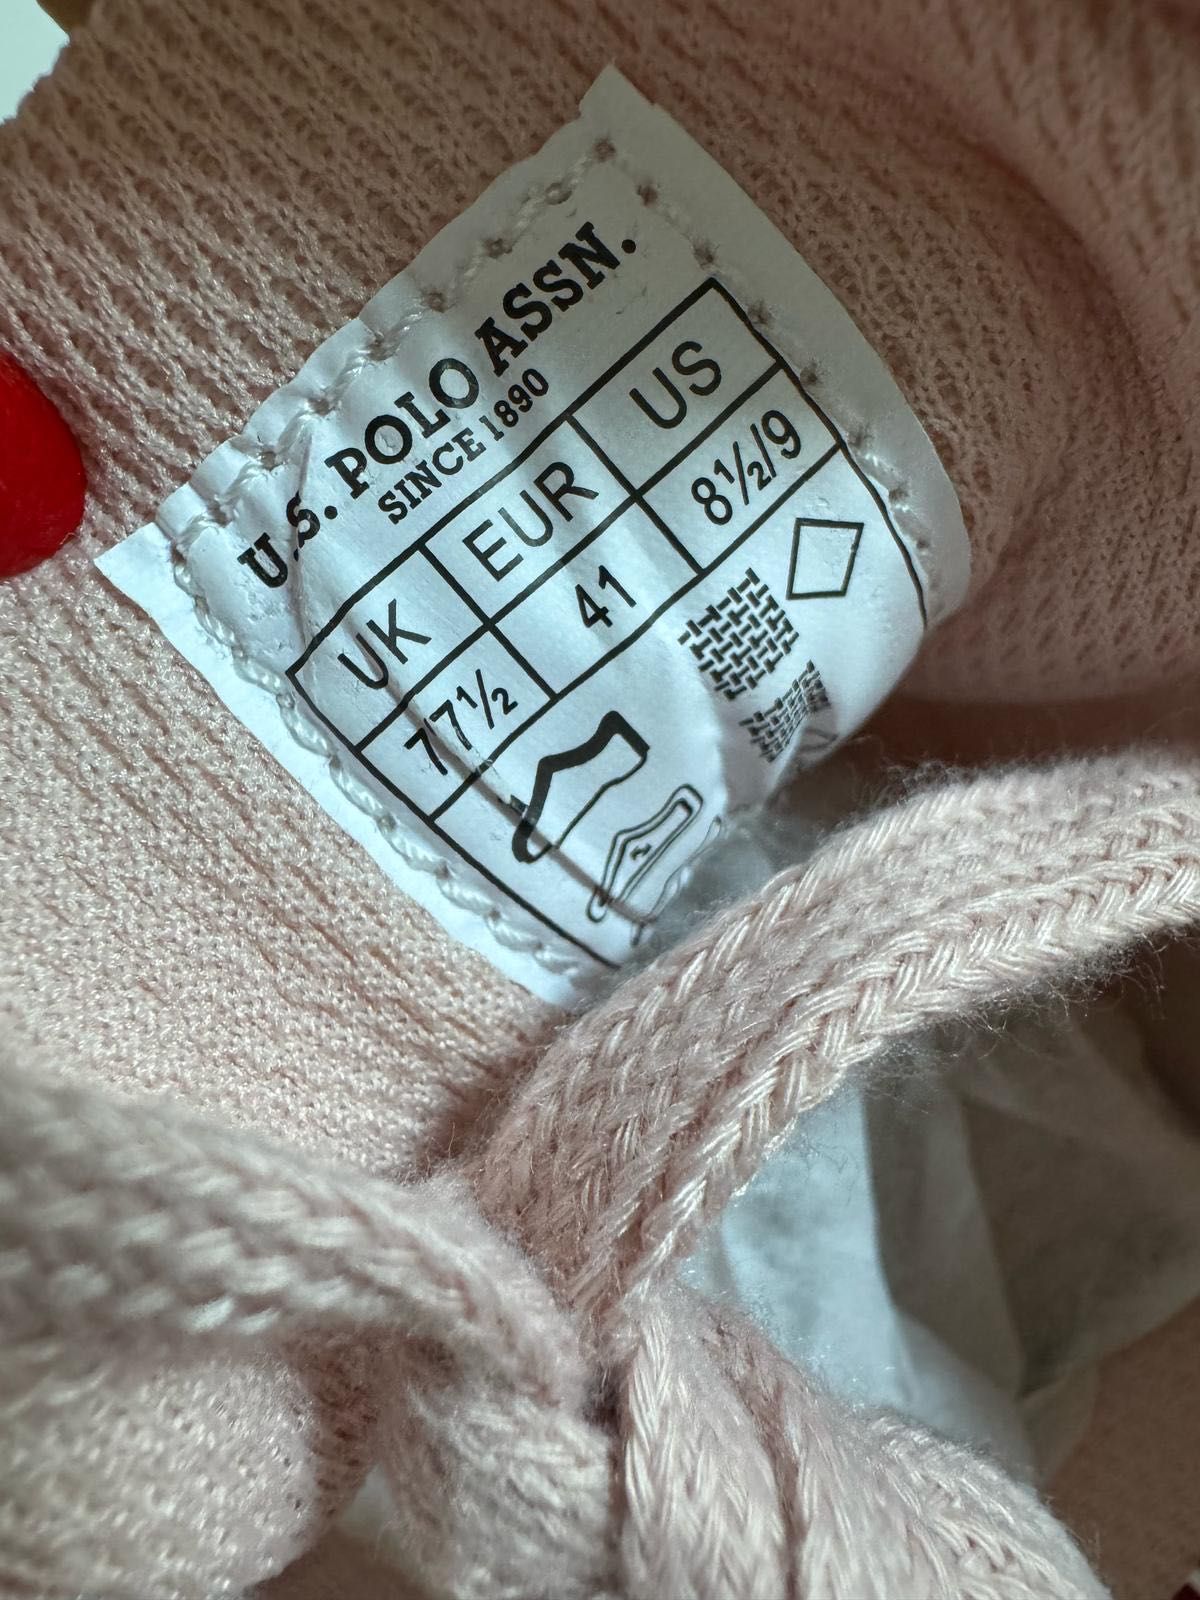 U.S. POLO ASSN.
SINCE 1890
UK EUR US
7/7½ 41 8½/9